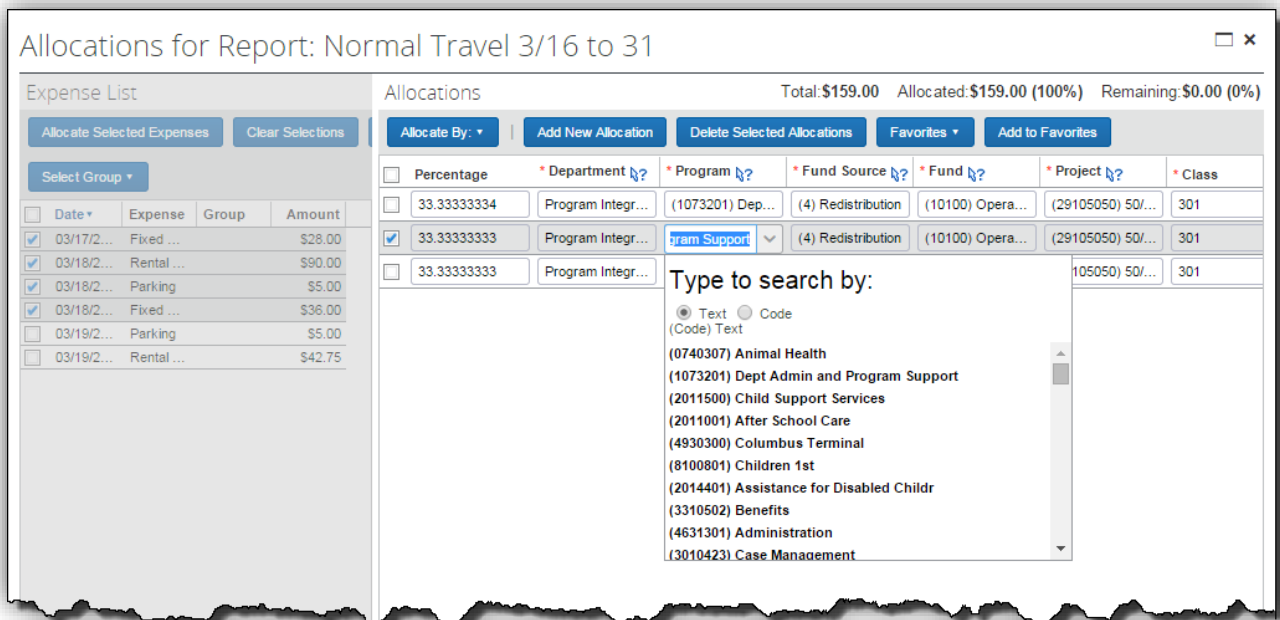 Allocations for Report: Normal Travel 3/16 to 31
Expense List
Allocate Selected Expenses Clear Selections
Select Group
Date Expense Group Amount
03/17/2... Fixed ... $28.00
03/18/2... Rental ... $90.00
03/18/2... Parking $5.00
03/18/2... Fixed ... $36.00
03/19/2... Parking $5.00
03/19/2... Rental ... $42.75
Allocations Total:$159.00 Allocated:$159.00 (100%) Remaining:$0.00 (0%)
Allocate By: Add New Allocation Delete Selected Allocations Favorites Add to Favorites
Percentage * Department ? * Program ? * Fund Source ? * Fund ? * Project ? * Class
33.33333334 Program Integr... (1073201) Dep... (4) Redistribution (10100) Opera... (29105050) 50/... 301
33.33333333 Program Integr... gram Support (4) Redistribution (10100) Opera... (29105050) 50/... 301
33.33333333 Program Integr... 105050) 50/... 301
Type to search by:
Text Code
(Code) Text
(0740307) Animal Health
(1073201) Dept Admin and Program Support
(2011500) Child Support Services
(2011001) After School Care
(4930300) Columbus Terminal
(8100801) Children 1st
(2014401) Assistance for Disabled Childr
(3310502) Benefits
(4631301) Administration
(3010423) Case Management